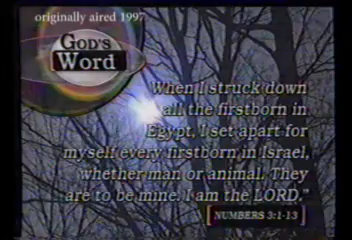 originally aired 1997
GOD'S
Word
When I struck down
all the firstborn in
Egypt, I set apart for
myself every firstborn in Israel,
whether man or animal. They
are to be mine. I am the LORD."
NUMBERS 3:1-13